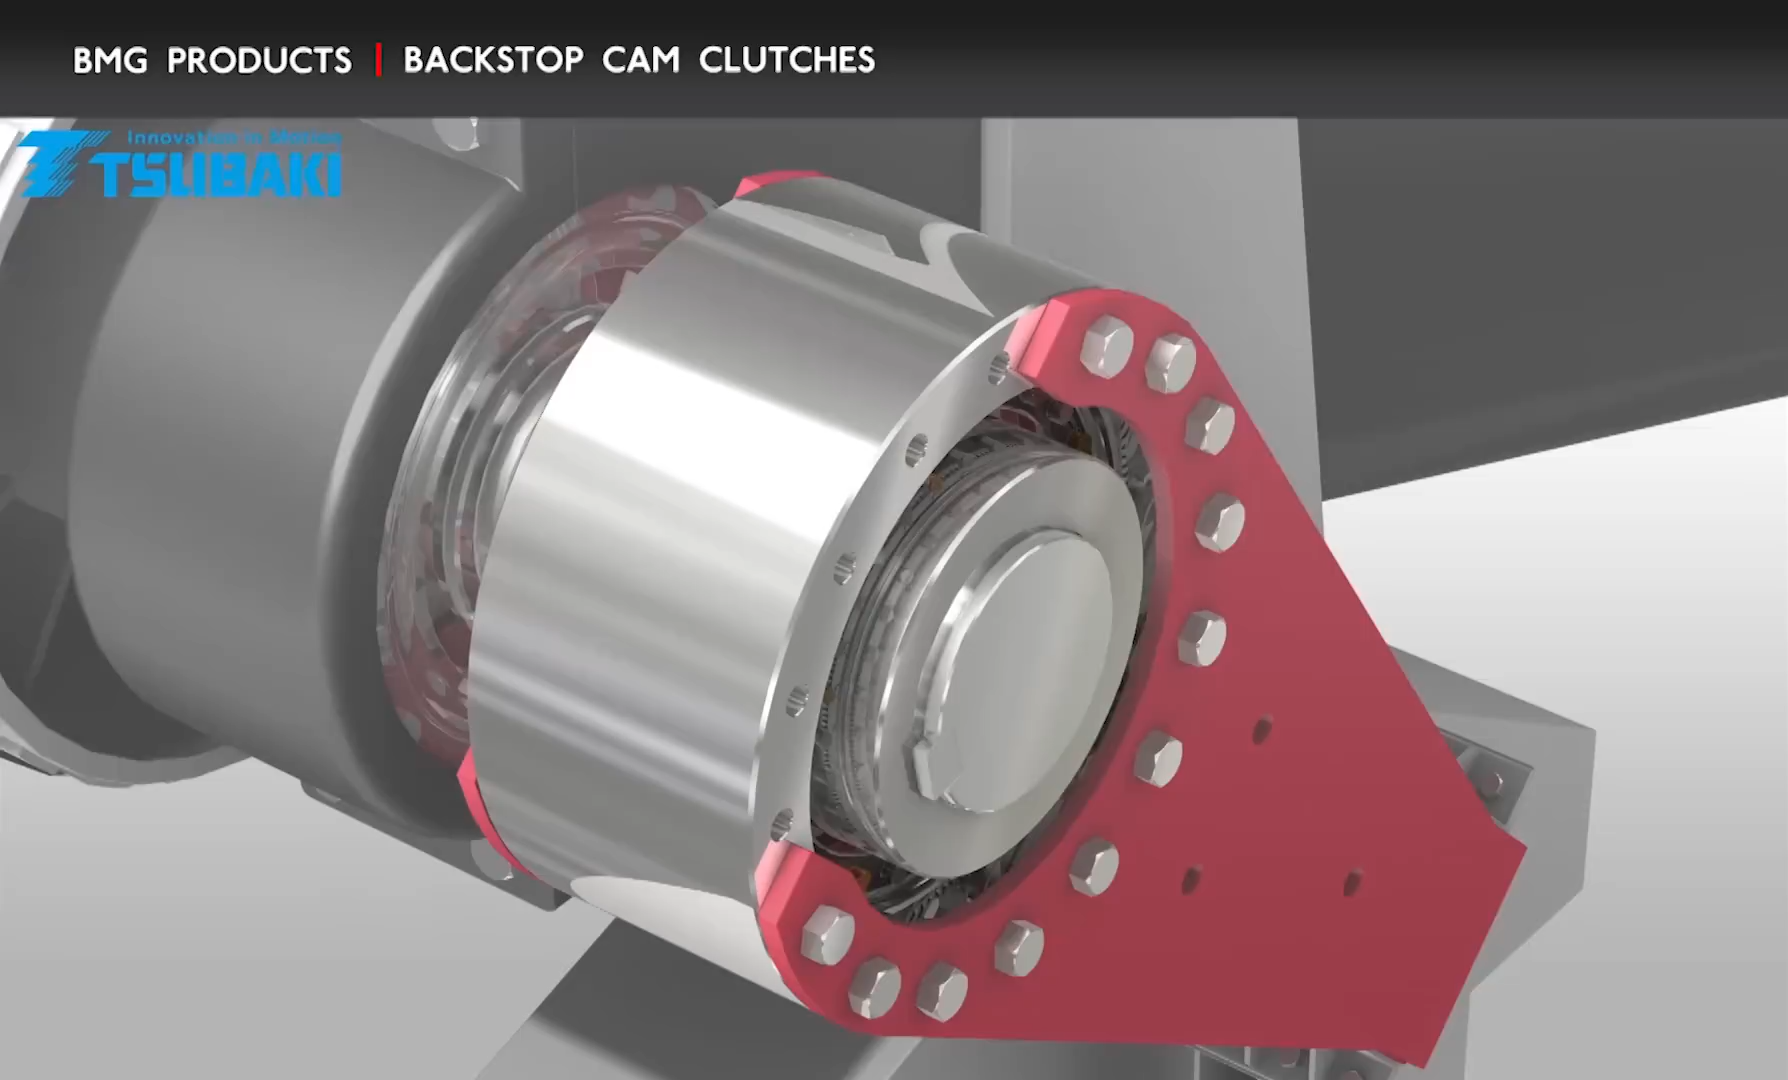 BMG PRODUCTS | BACKSTOP CAM CLUTCHES
Innovation in Motion
TSUBAKI